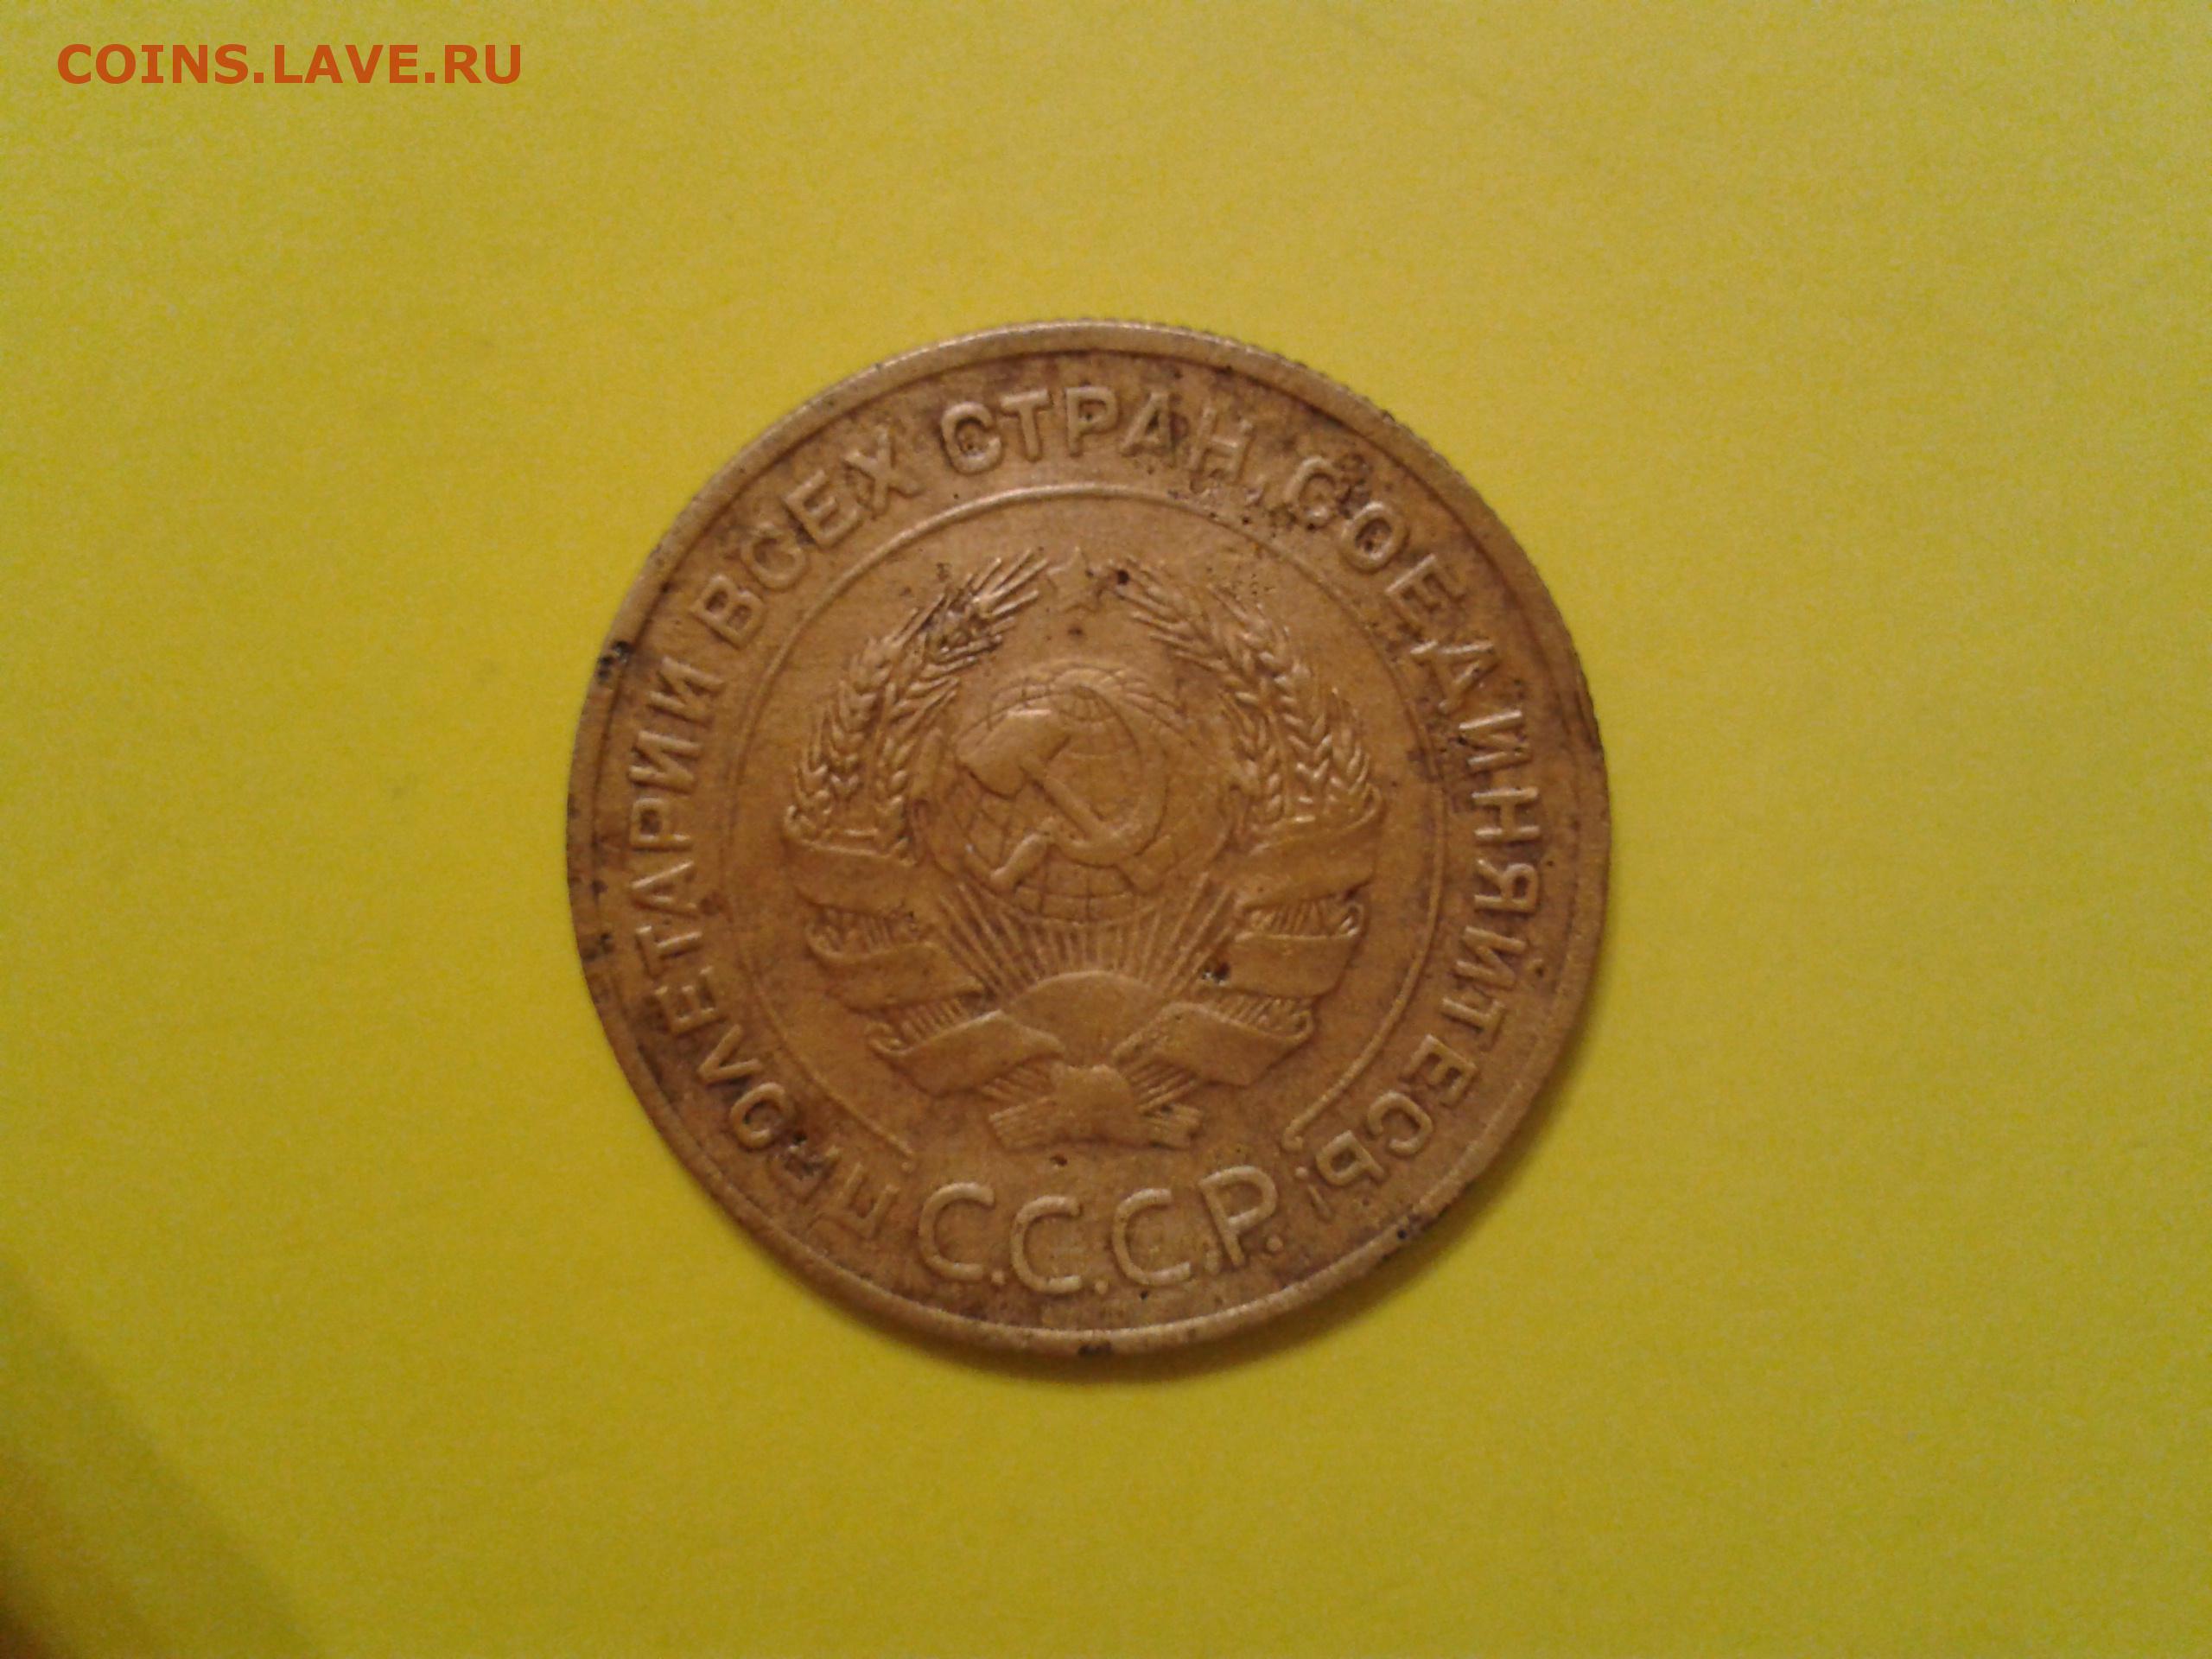 COINS.LAVE.RU
ПРОЛЕТАРИИ ВСЕХ СТРАН, СОЕДИНЯЙТЕСЬ!
С.С.С.Р.